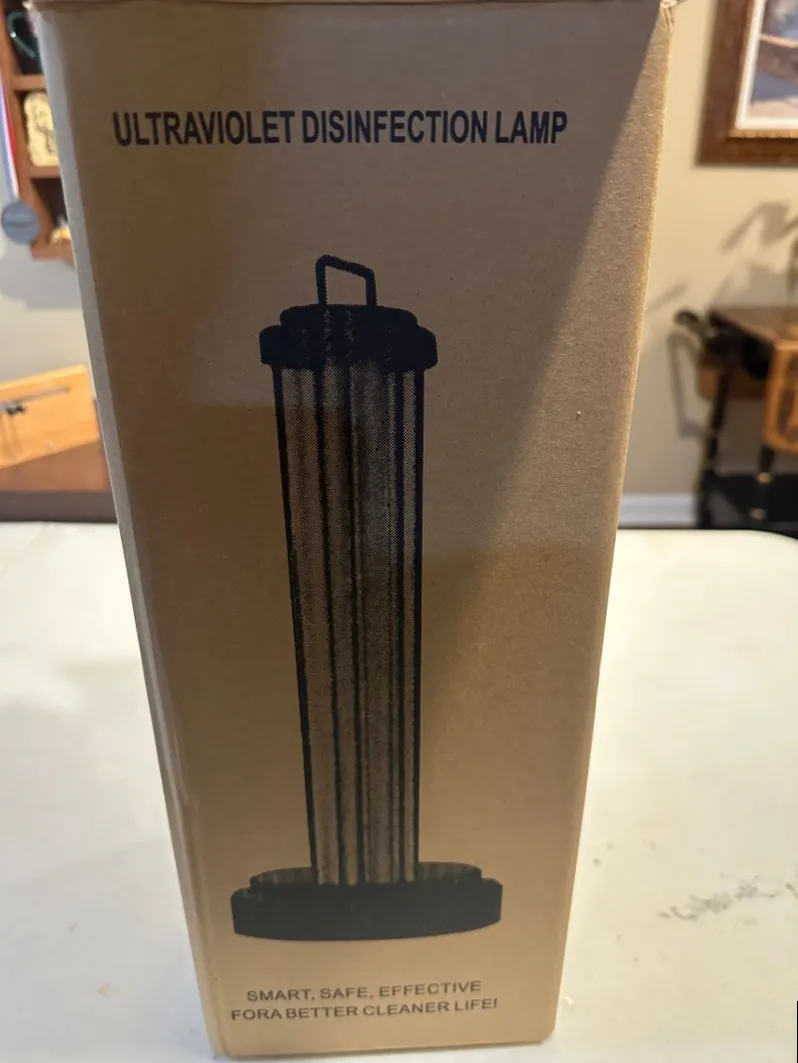 ULTRAVIOLET DISINFECTION LAMP
SMART, SAFE, EFFECTIVE
FORA BETTER CLEANER LIFE!